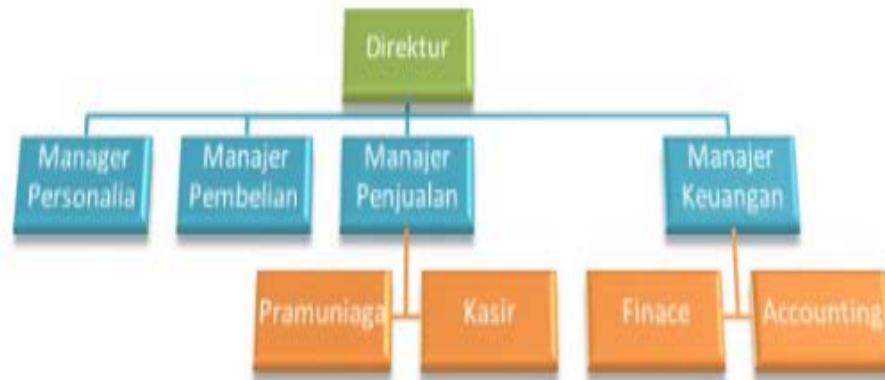 Direktur
Manager
Personalia
Manajer
Pembelian
Manajer
Penjualan
Manajer
Keuangan
Pramuniaga
Kasir
Finace
Accounting